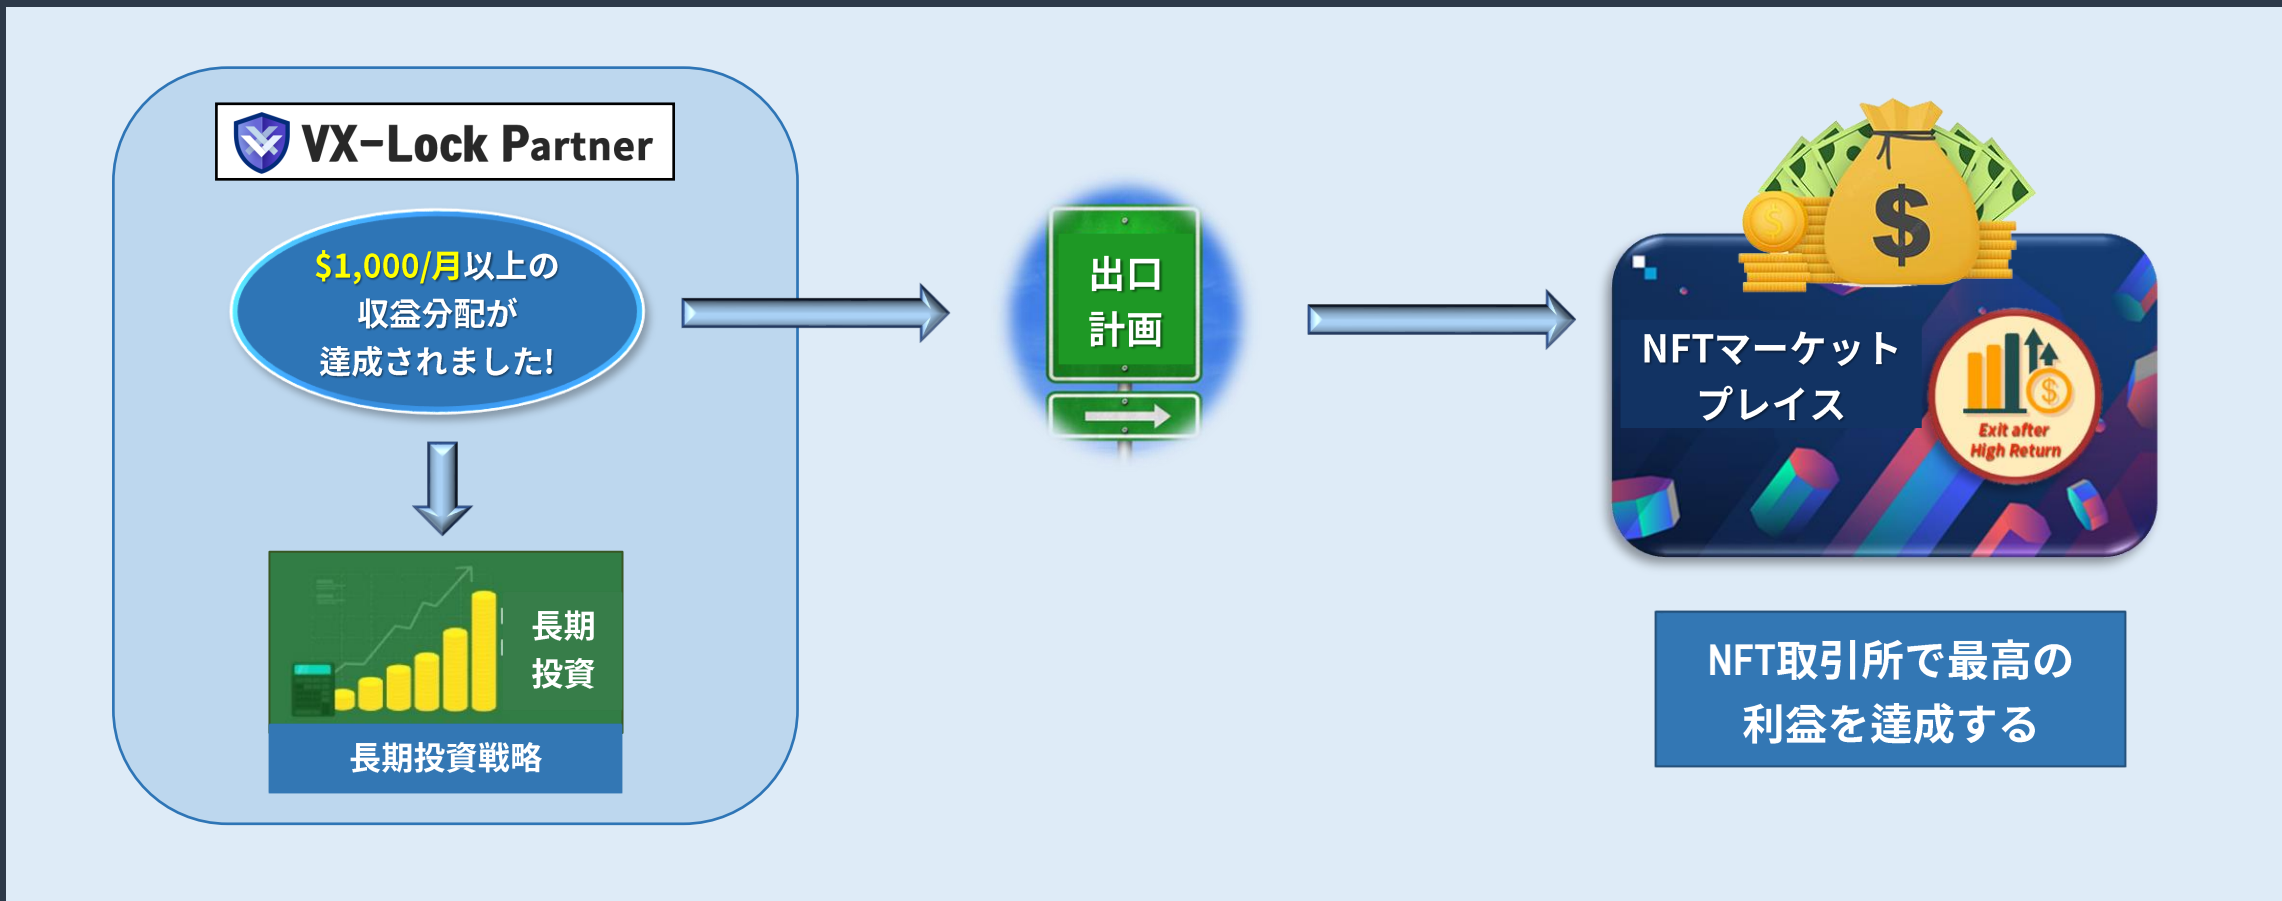 VX-Lock Partner
$1,000/月以上の
収益分配が
達成されました!
長期
投資
長期投資戦略
出口
計画
$
$
NFTマーケット
プレイス
$
Exit after
High Return
NFT取引所で最高の
利益を達成する